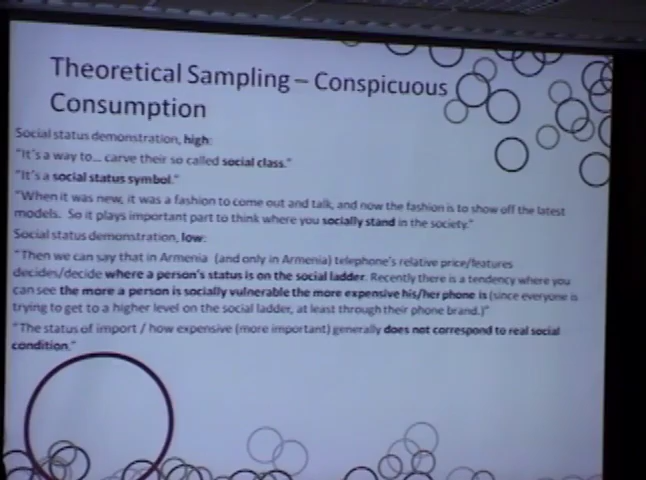 Theoretical Sampling – Conspicuous
Consumption
Social status demonstration, high:
"It's a way to... carve their so called social class."
"It's a social status symbol."
"When it was new, it was a fashion to come out and talk, and now the fashion is to show off the latest
models. So it plays important part to think where you socially stand in the society."
Social status demonstration, low:
"Then we can say that in Armenia (and only in Armenia) telephone's relative price/features
decides/decide where a person's status is on the social ladder. Recently there is a tendency where you
can see the more a person is socially vulnerable the more expensive his/her phone is (since everyone is
trying to get to a higher level on the social ladder, at least through their phone brand.)"
"The status of import / how expensive (more important) generally does not correspond to real social
condition."